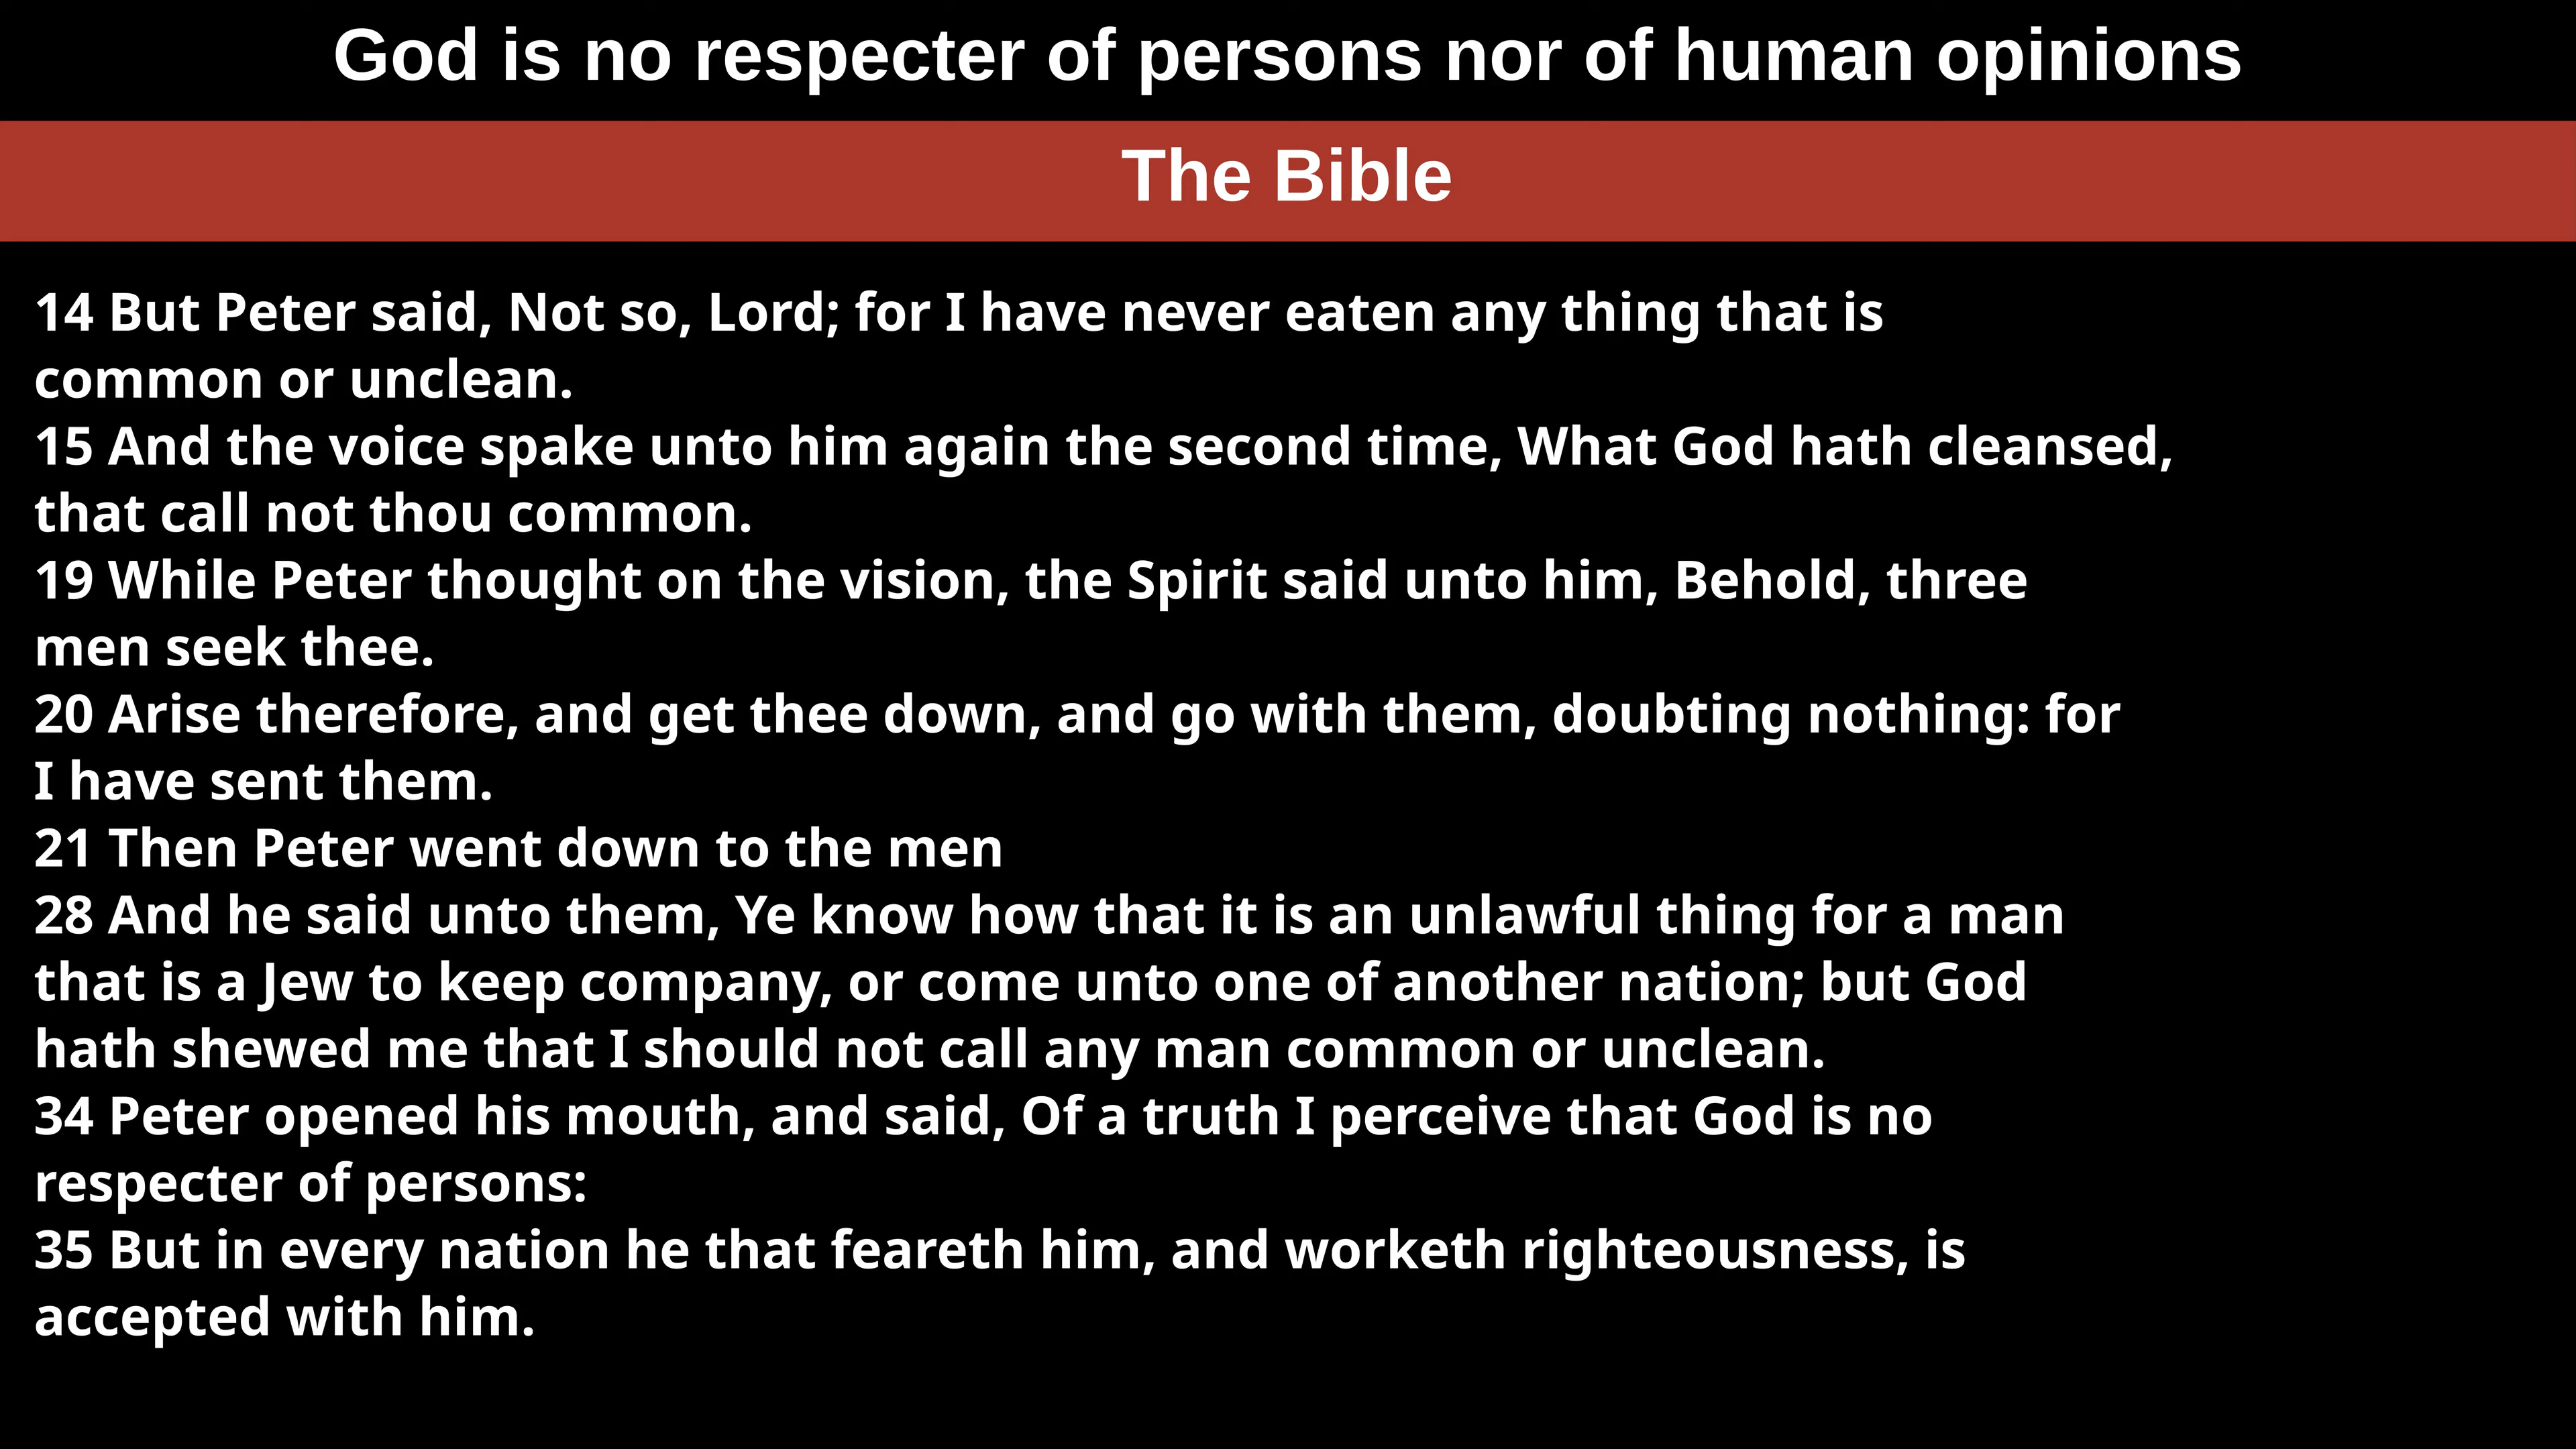 God is no respecter of persons nor of human opinions
The Bible
14 But Peter said, Not so, Lord; for I have never eaten any thing that is
common or unclean.
15 And the voice spake unto him again the second time, What God hath cleansed,
that call not thou common.
19 While Peter thought on the vision, the Spirit said unto him, Behold, three
men seek thee.
20 Arise therefore, and get thee down, and go with them, doubting nothing: for
I have sent them.
21 Then Peter went down to the men
28 And he said unto them, Ye know how that it is an unlawful thing for a man
that is a Jew to keep company, or come unto one of another nation; but God
hath shewed me that I should not call any man common or unclean.
34 Peter opened his mouth, and said, Of a truth I perceive that God is no
respecter of persons:
35 But in every nation he that feareth him, and worketh righteousness, is
accepted with him.